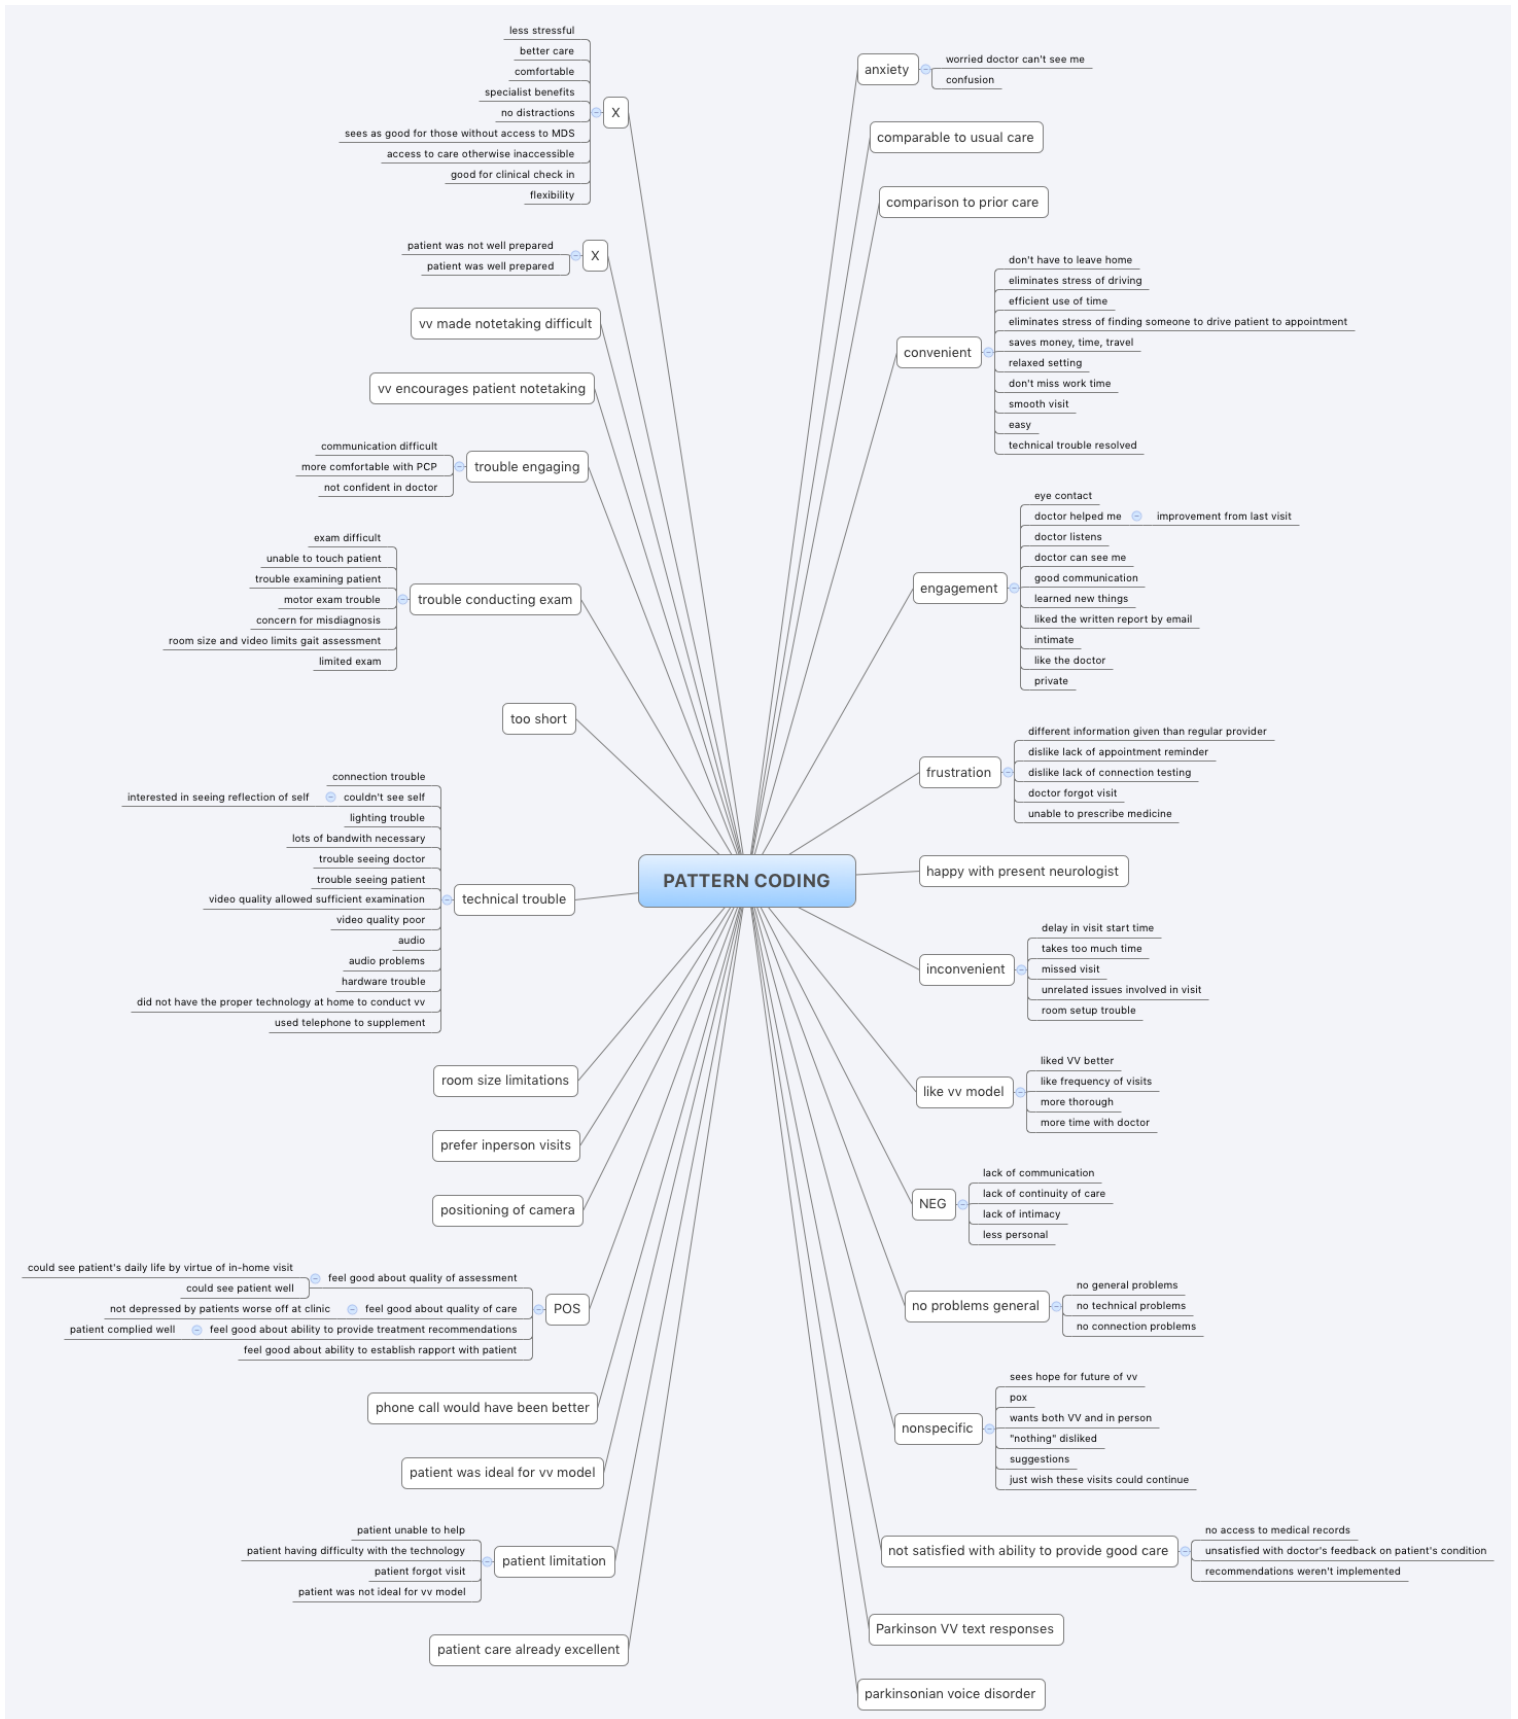 PATTERN CODING
anxiety
worried doctor can't see me
confusion
comparable to usual care
comparison to prior care
convenient
don't have to leave home
eliminates stress of driving
efficient use of time
eliminates stress of finding someone to drive patient to appointment
saves money, time, travel
relaxed setting
don't miss work time
smooth visit
easy
technical trouble resolved
engagement
eye contact
doctor helped me
improvement from last visit
doctor listens
doctor can see me
good communication
learned new things
liked the written report by email
intimate
like the doctor
private
frustration
different information given than regular provider
dislike lack of appointment reminder
dislike lack of connection testing
doctor forgot visit
unable to prescribe medicine
happy with present neurologist
inconvenient
delay in visit start time
takes too much time
missed visit
unrelated issues involved in visit
room setup trouble
like vv model
liked VV better
like frequency of visits
more thorough
more time with doctor
NEG
lack of communication
lack of continuity of care
lack of intimacy
less personal
no problems general
no general problems
no technical problems
no connection problems
nonspecific
sees hope for future of vv
pox
wants both VV and in person
"nothing" disliked
suggestions
just wish these visits could continue
not satisfied with ability to provide good care
no access to medical records
unsatisfied with doctor's feedback on patient's condition
recommendations weren't implemented
Parkinson VV text responses
parkinsonian voice disorder
X
less stressful
better care
comfortable
specialist benefits
no distractions
sees as good for those without access to MDS
access to care otherwise inaccessible
good for clinical check in
flexibility
X
patient was not well prepared
patient was well prepared
vv made notetaking difficult
vv encourages patient notetaking
trouble engaging
communication difficult
more comfortable with PCP
not confident in doctor
trouble conducting exam
exam difficult
unable to touch patient
trouble examining patient
motor exam trouble
concern for misdiagnosis
room size and video limits gait assessment
limited exam
too short
technical trouble
connection trouble
couldn't see self
interested in seeing reflection of self
lighting trouble
lots of bandwith necessary
trouble seeing doctor
trouble seeing patient
video quality allowed sufficient examination
video quality poor
audio
audio problems
hardware trouble
did not have the proper technology at home to conduct vv
used telephone to supplement
room size limitations
prefer inperson visits
positioning of camera
POS
feel good about quality of assessment
could see patient's daily life by virtue of in-home visit
could see patient well
feel good about quality of care
not depressed by patients worse off at clinic
feel good about ability to provide treatment recommendations
patient complied well
feel good about ability to establish rapport with patient
phone call would have been better
patient was ideal for vv model
patient limitation
patient unable to help
patient having difficulty with the technology
patient forgot visit
patient was not ideal for vv model
patient care already excellent